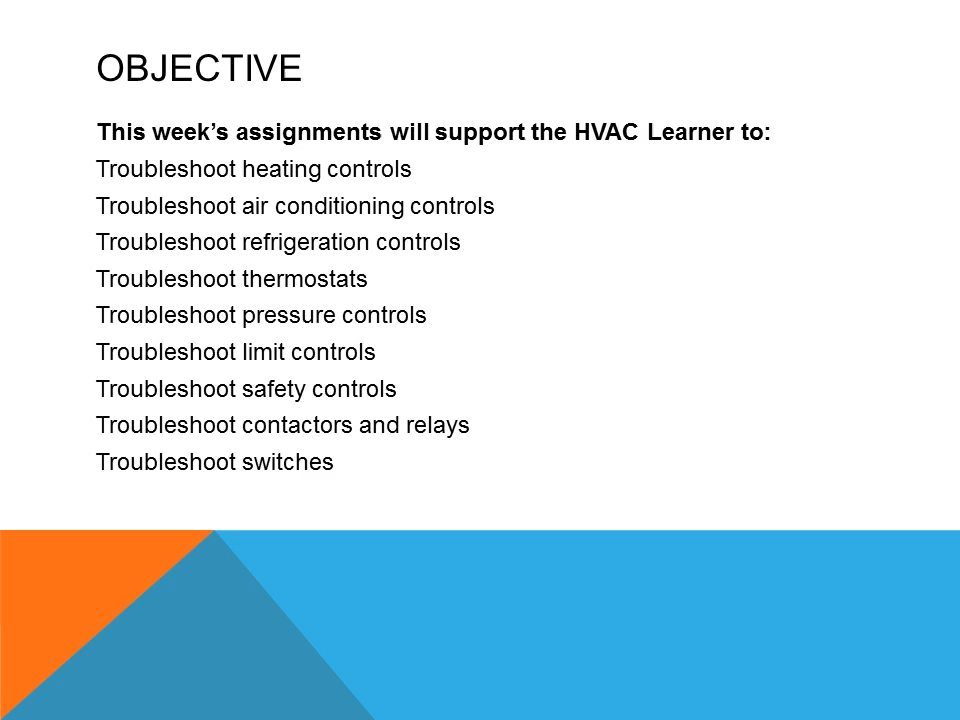 OBJECTIVE
This week’s assignments will support the HVAC Learner to:
Troubleshoot heating controls
Troubleshoot air conditioning controls
Troubleshoot refrigeration controls
Troubleshoot thermostats
Troubleshoot pressure controls
Troubleshoot limit controls
Troubleshoot safety controls
Troubleshoot contactors and relays
Troubleshoot switches